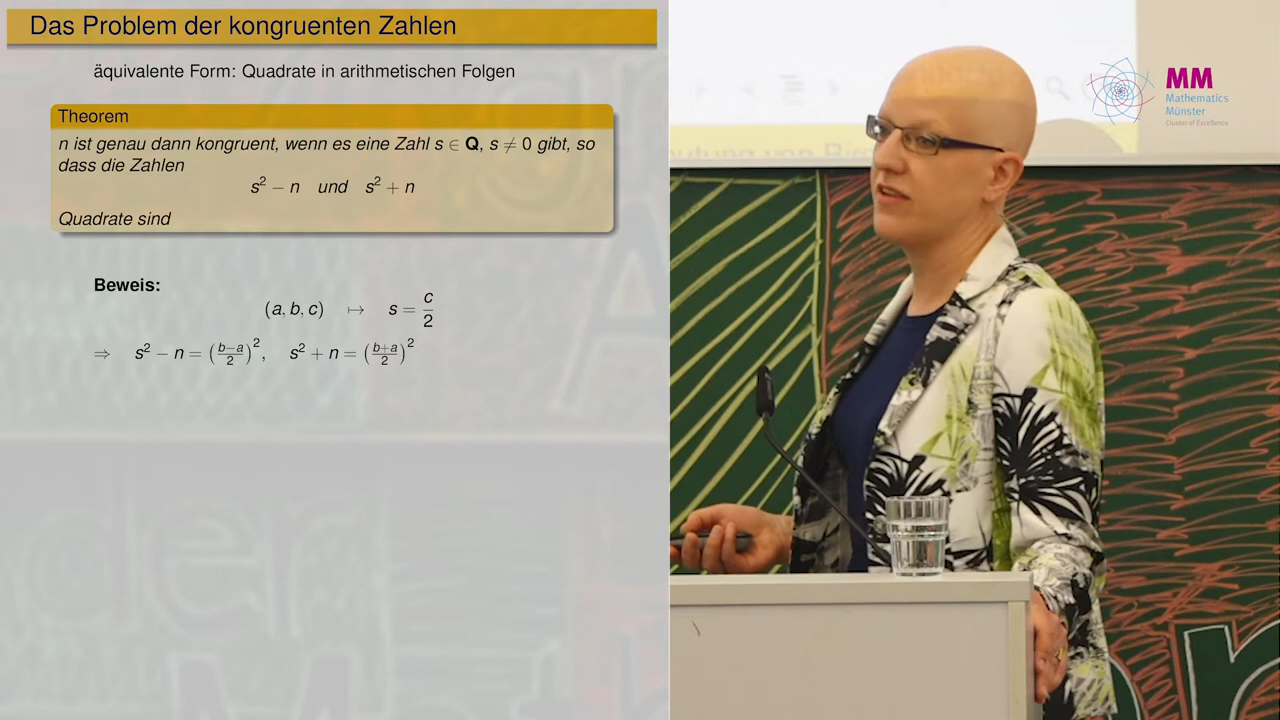 Das Problem der kongruenten Zahlen
äquivalente Form: Quadrate in arithmetischen Folgen
Theorem
n ist genau dann kongruent, wenn es eine Zahl s ∈ Q, s ≠ 0 gibt, so
dass die Zahlen
s² − n und s² + n
Quadrate sind
Beweis:
(a, b, c) ↦ s = c/2
⇒ s² − n = ((b−a)/2)², s² + n = ((b+a)/2)²
MM
Mathematics
Münster
Cluster of Excellence